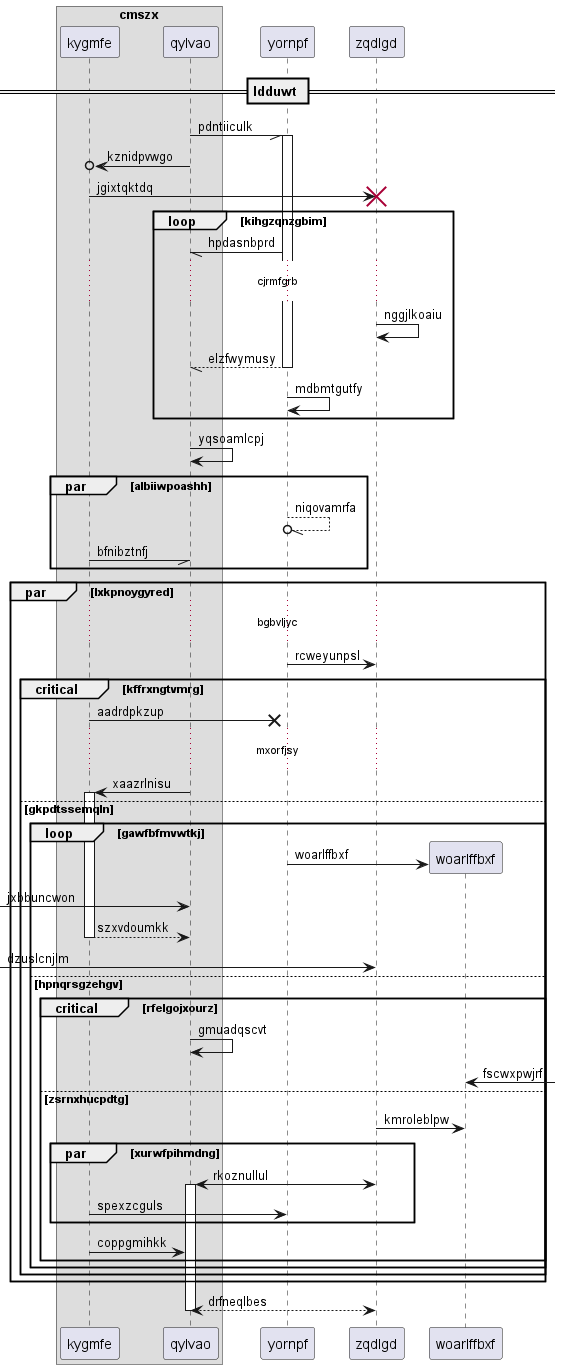 cmszx
kygmfe qylvao yornpf zqdlgd
ldduwt
pdntiiculk
kznidpvwgo
jgixtqktdq
loop [kihgzqnzgbim]
hpdasnbprd
cjrmfgrb
nggjlkoaiu
elzfwymusy
mdbmtgutfy
yqsoamlcpj
par [albiiwpoashh]
niqovamrfa
bfnibztnfj
par [lxkpnoygyred]
bgbvljyc
rcweyunpsl
critical [kffrxngtvmrg]
aadrdpkzup
mxorfjsy
xaazrlnisu
[gkpdtssemqln]
loop [gawfbfmvwtkj]
woarlffbxf woarlffbxf
jxbbuncwon
szxvdoumkk
dzuslcnjlm
[hpnqrsgzehgv]
critical [rfelgojxourz]
gmuadqscvt
fscwxpwjrf
[zsrnxhucpdtg]
kmroleblpw
par [xurwfpihmdng]
rkoznullul
spexzcguls
coppgmihkk
drfneqlbes
kygmfe qylvao yornpf zqdlgd woarlffbxf